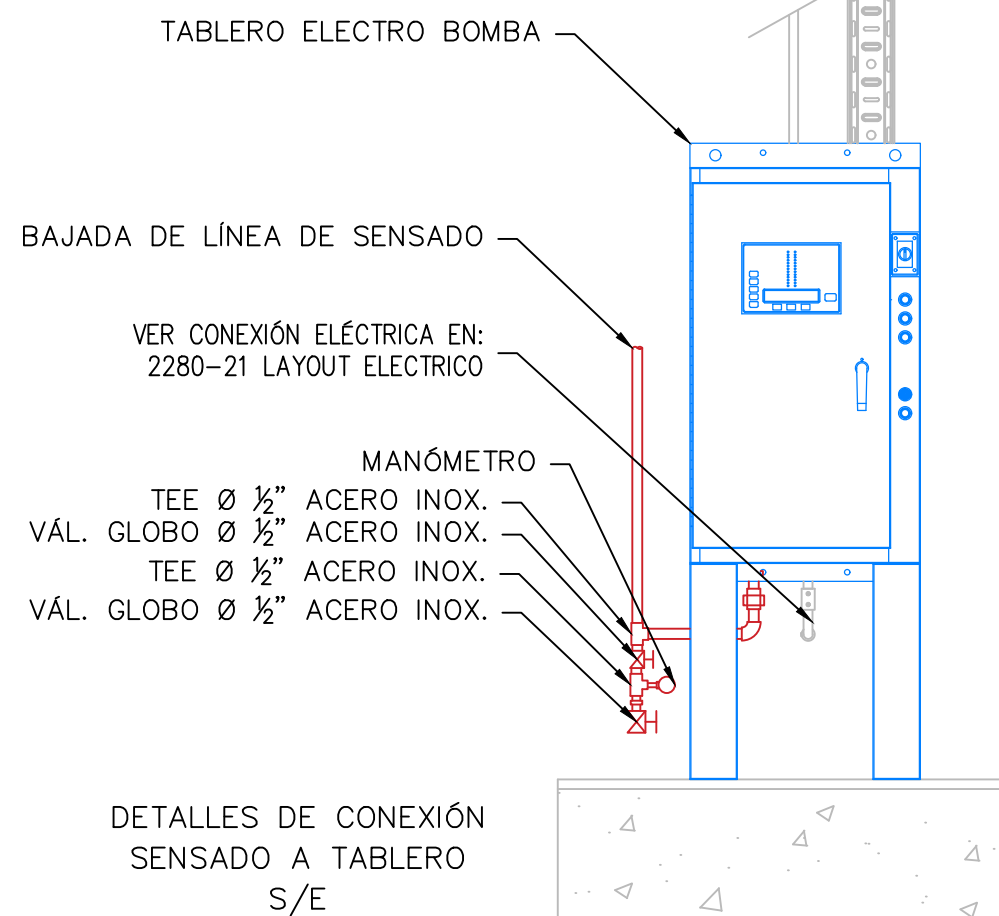 TABLERO ELECTRO BOMBA
BAJADA DE LÍNEA DE SENSADO
VER CONEXIÓN ELÉCTRICA EN:
2280-21 LAYOUT ELECTRICO
MANÓMETRO
TEE Ø ½" ACERO INOX.
VÁL. GLOBO Ø ½" ACERO INOX.
TEE Ø ½" ACERO INOX.
VÁL. GLOBO Ø ½" ACERO INOX.
DETALLES DE CONEXIÓN
SENSADO A TABLERO
S/E